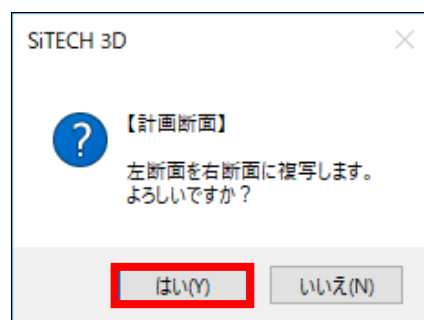 SiTECH 3D
【計画断面】
左断面を右断面に複写します。
よろしいですか？
はい(Y)
いいえ(N)